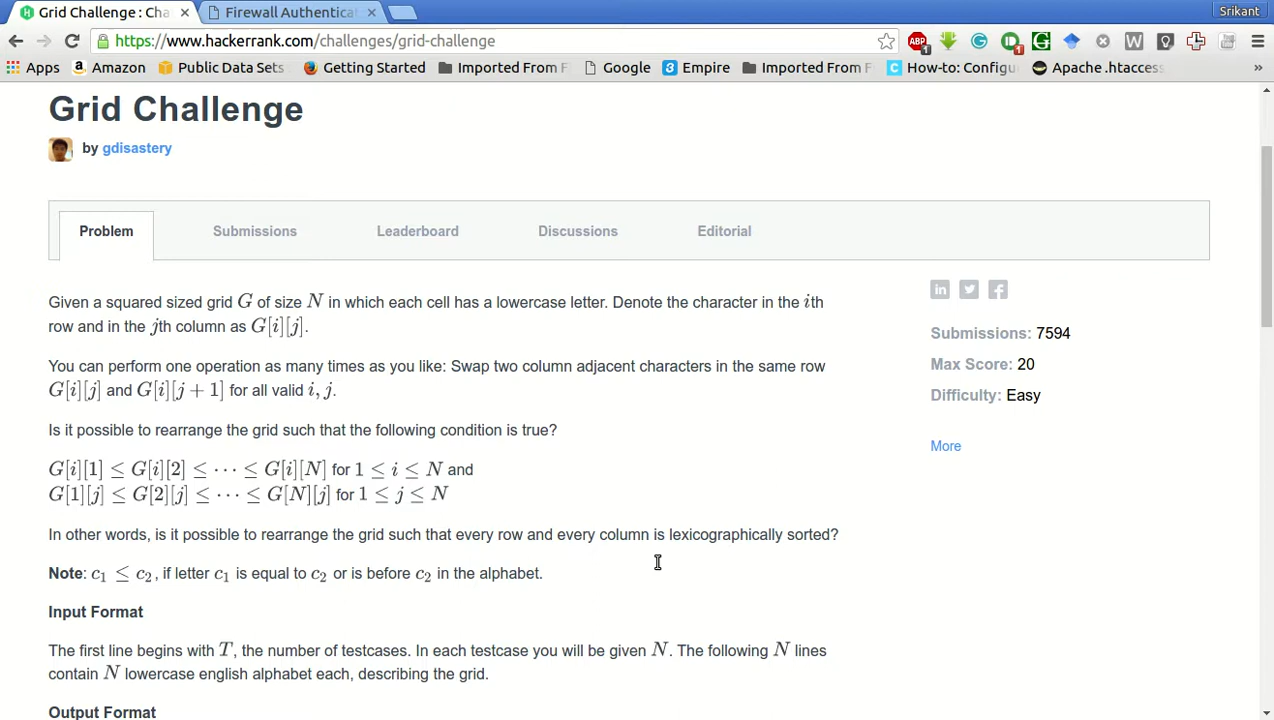 Grid Challenge : Cha
Firewall Authentica
Srikant
https://www.hackerrank.com/challenges/grid-challenge
Apps Amazon Public Data Sets Getting Started Imported From F Google Empire Imported From F How-to: Configu Apache .htacces »
Grid Challenge
by gdisastery
Problem Submissions Leaderboard Discussions Editorial
Given a squared sized grid G of size N in which each cell has a lowercase letter. Denote the character in the ith
row and in the jth column as G[i][j].
You can perform one operation as many times as you like: Swap two column adjacent characters in the same row
G[i][j] and G[i][j + 1] for all valid i, j.
Is it possible to rearrange the grid such that the following condition is true?
G[i][1] ≤ G[i][2] ≤ ⋯ ≤ G[i][N] for 1 ≤ i ≤ N and
G[1][j] ≤ G[2][j] ≤ ⋯ ≤ G[N][j] for 1 ≤ j ≤ N
In other words, is it possible to rearrange the grid such that every row and every column is lexicographically sorted?
Note: c₁ ≤ c₂, if letter c₁ is equal to c₂ or is before c₂ in the alphabet.
Input Format
The first line begins with T, the number of testcases. In each testcase you will be given N. The following N lines
contain N lowercase english alphabet each, describing the grid.
Output Format
Submissions: 7594
Max Score: 20
Difficulty: Easy
More